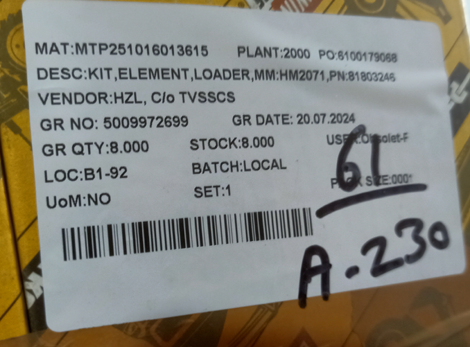 MAT:MTP251016013615 PLANT:2000 PO:6100179068
DESC:KIT,ELEMENT,LOADER,MM:HM2071,PN:81803246
VENDOR:HZL, C/o TVSSCS
GR NO: 5009972699 GR DATE: 20.07.2024
GR QTY:8.000 STOCK:8.000
LOC:B1-92 BATCH:LOCAL 61
UoM:NO SET:1
A-230